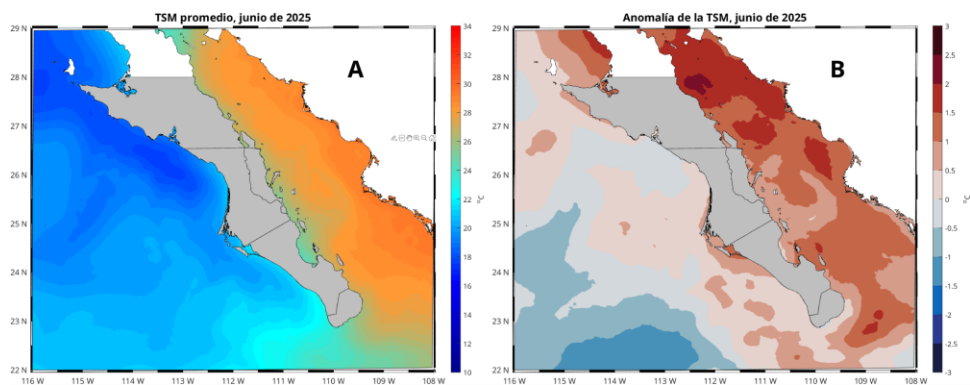 TSM promedio, junio de 2025
29 N
28 N
27 N
26 N
25 N
24 N
23 N
22 N
116 W
115 W
114 W
113 W
112 W
111 W
110 W
109 W
108 W
A
34
32
30
28
26
24
22
20
18
16
14
12
10
°C
Anomalía de la TSM, junio de 2025
29 N
28 N
27 N
26 N
25 N
24 N
23 N
22 N
116 W
115 W
114 W
113 W
112 W
111 W
110 W
109 W
108 W
B
3
2.5
2
1.5
1
0.5
0
-0.5
-1
-1.5
-2
-2.5
-3
°C